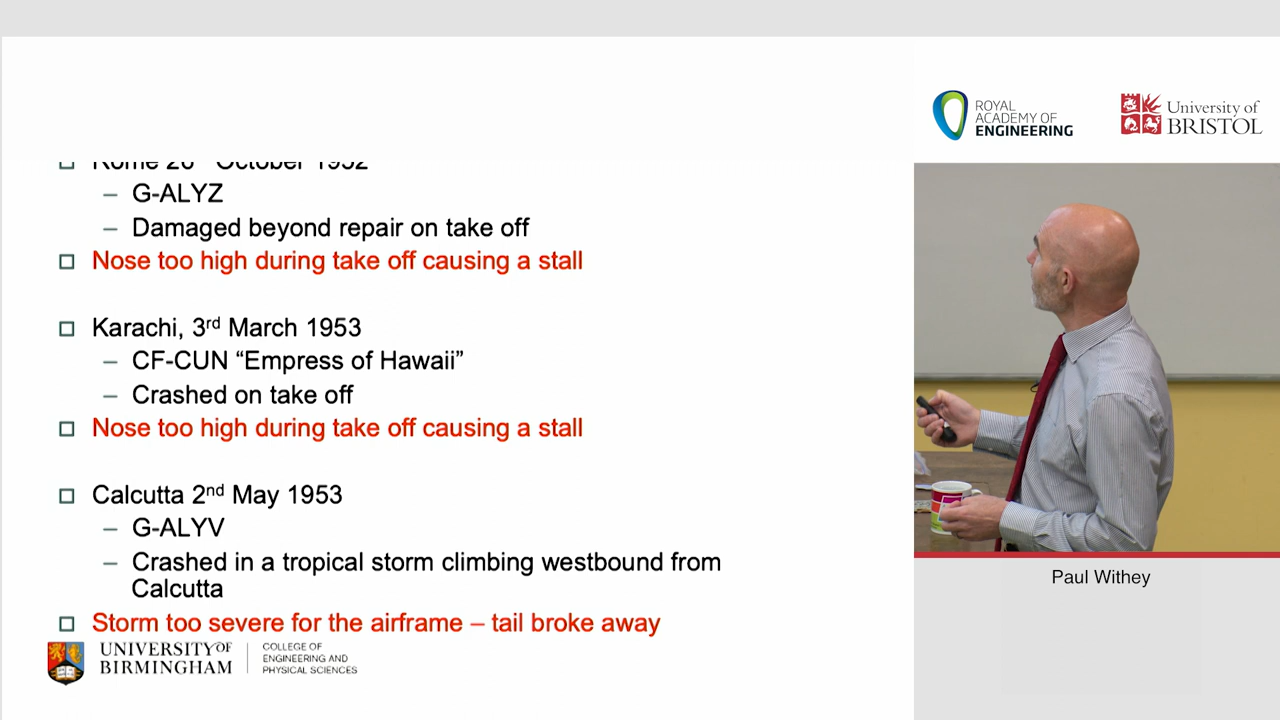 Rome 26th October 1952
– G-ALYZ
– Damaged beyond repair on take off
Nose too high during take off causing a stall
Karachi, 3rd March 1953
– CF-CUN “Empress of Hawaii”
– Crashed on take off
Nose too high during take off causing a stall
Calcutta 2nd May 1953
– G-ALYV
– Crashed in a tropical storm climbing westbound from
Calcutta
Storm too severe for the airframe – tail broke away
UNIVERSITY OF
BIRMINGHAM
COLLEGE OF
ENGINEERING AND
PHYSICAL SCIENCES
ROYAL
ACADEMY OF
ENGINEERING
University of
BRISTOL
Paul Withey